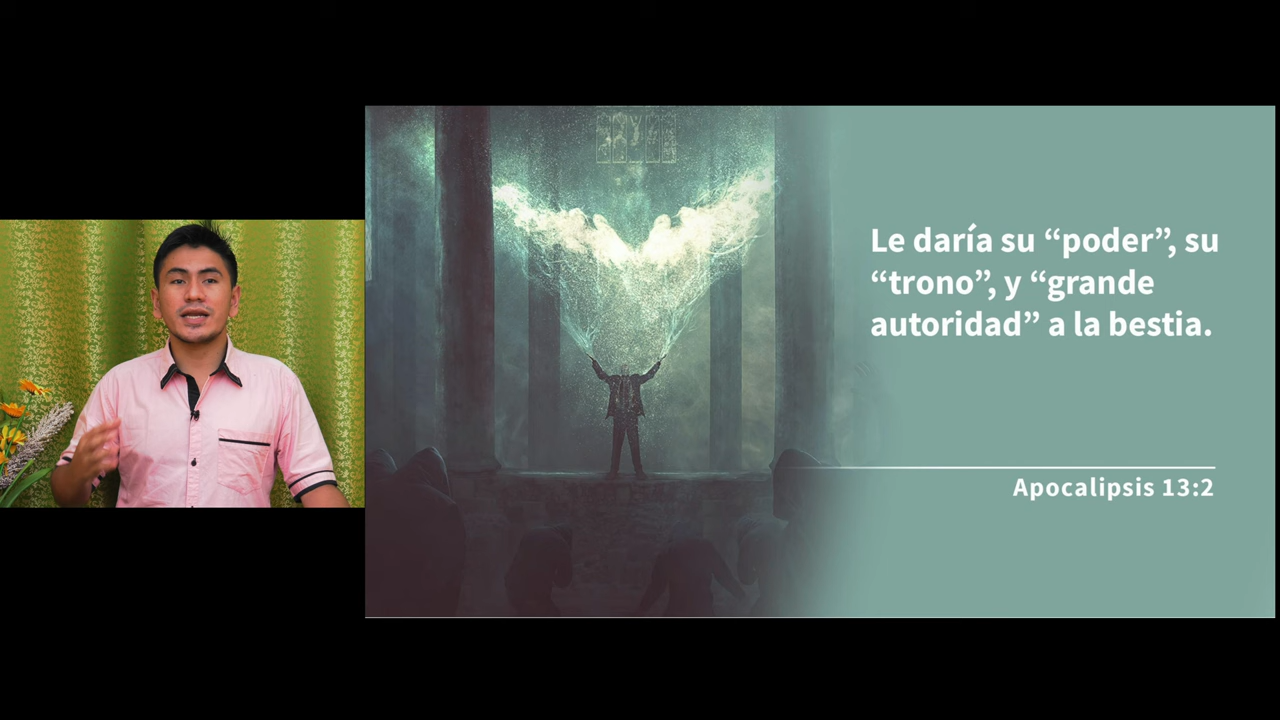 Le daría su “poder”, su
“trono”, y “grande
autoridad” a la bestia.
Apocalipsis 13:2